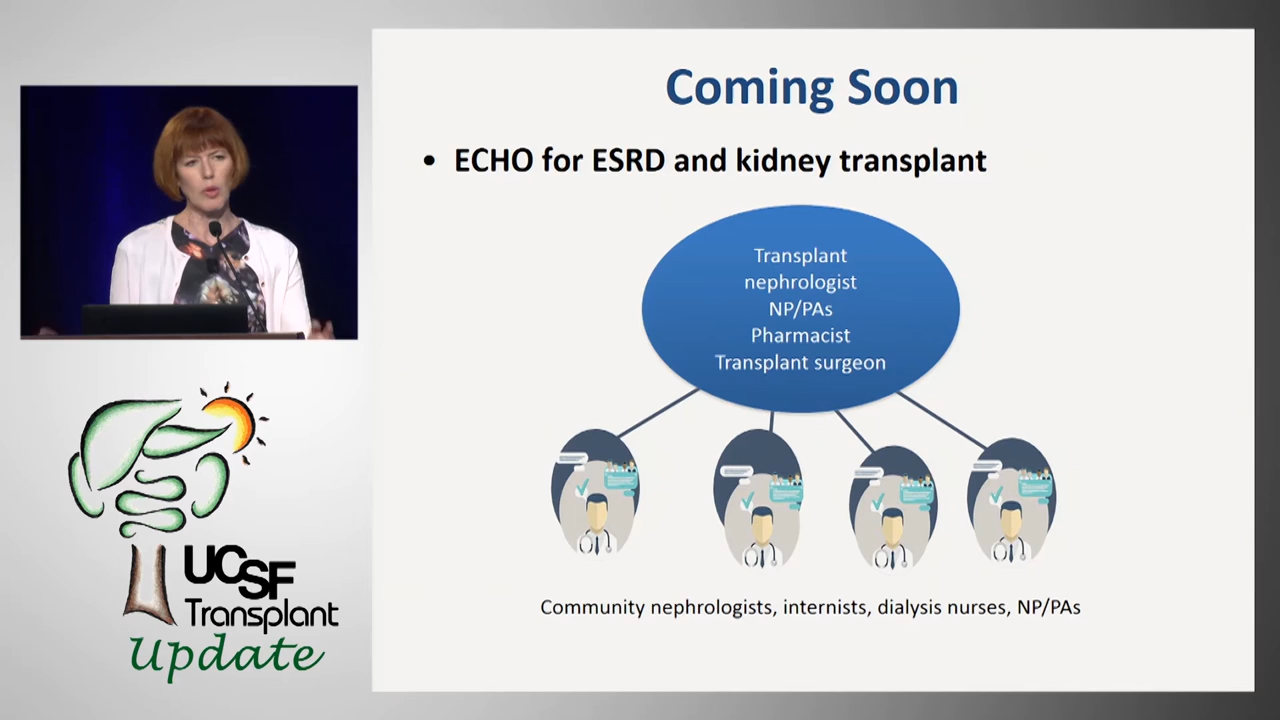 Coming Soon
• ECHO for ESRD and kidney transplant
Transplant
nephrologist
NP/PAs
Pharmacist
Transplant surgeon
Community nephrologists, internists, dialysis nurses, NP/PAs
UCSF
Transplant
Update